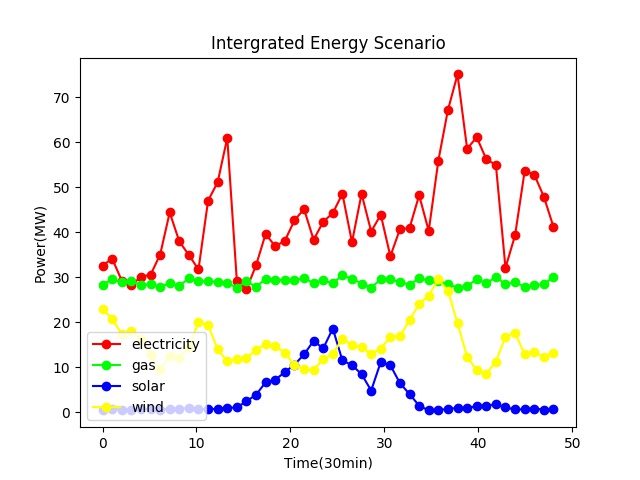 Intergrated Energy Scenario
Power(MW)
70
60
50
40
30
20
10
0
electricity
gas
solar
wind
0 10 20 30 40 50
Time(30min)